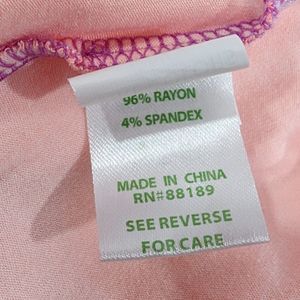 96% RAYON
4% SPANDEX
MADE IN CHINA
RN#88189
SEE REVERSE
FOR CARE